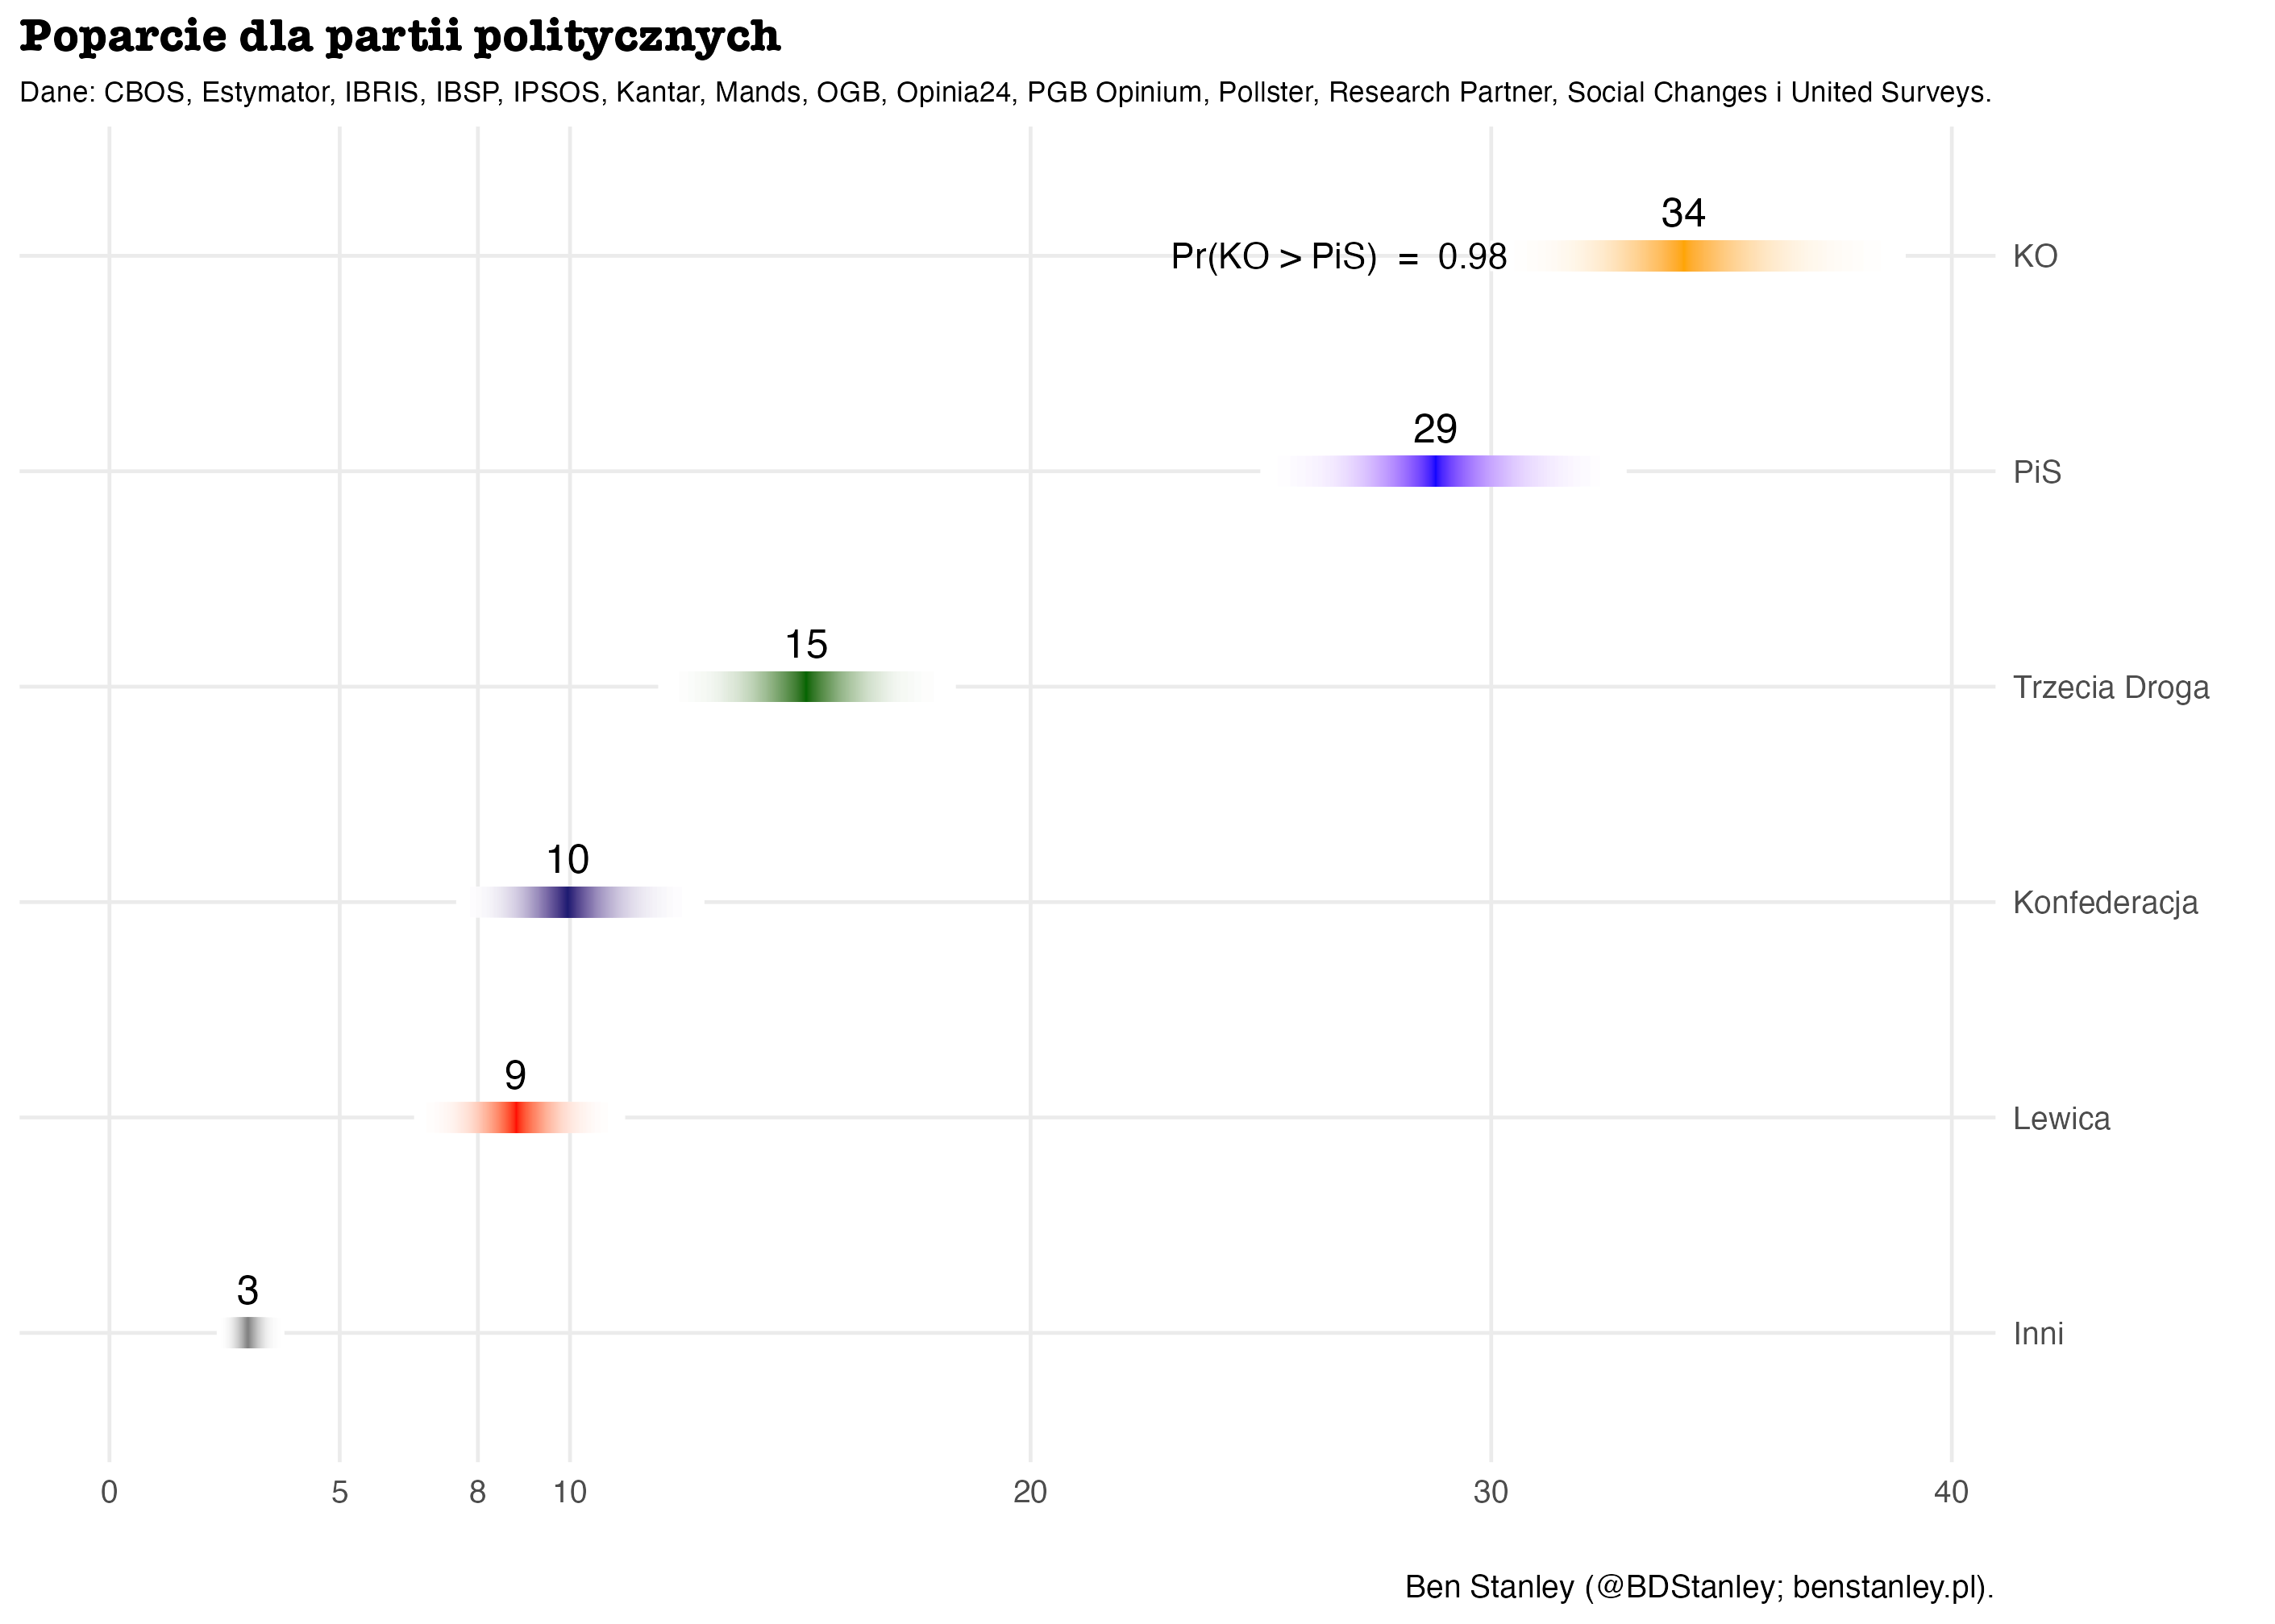 Poparcie dla partii politycznych
Dane: CBOS, Estymator, IBRIS, IBSP, IPSOS, Kantar, Mands, OGB, Opinia24, PGB Opinium, Pollster, Research Partner, Social Changes i United Surveys.
34
Pr(KO > PiS) = 0.98
KO
29
PiS
15
Trzecia Droga
10
Konfederacja
9
Lewica
3
Inni
0 5 8 10 20 30 40
Ben Stanley (@BDStanley; benstanley.pl).